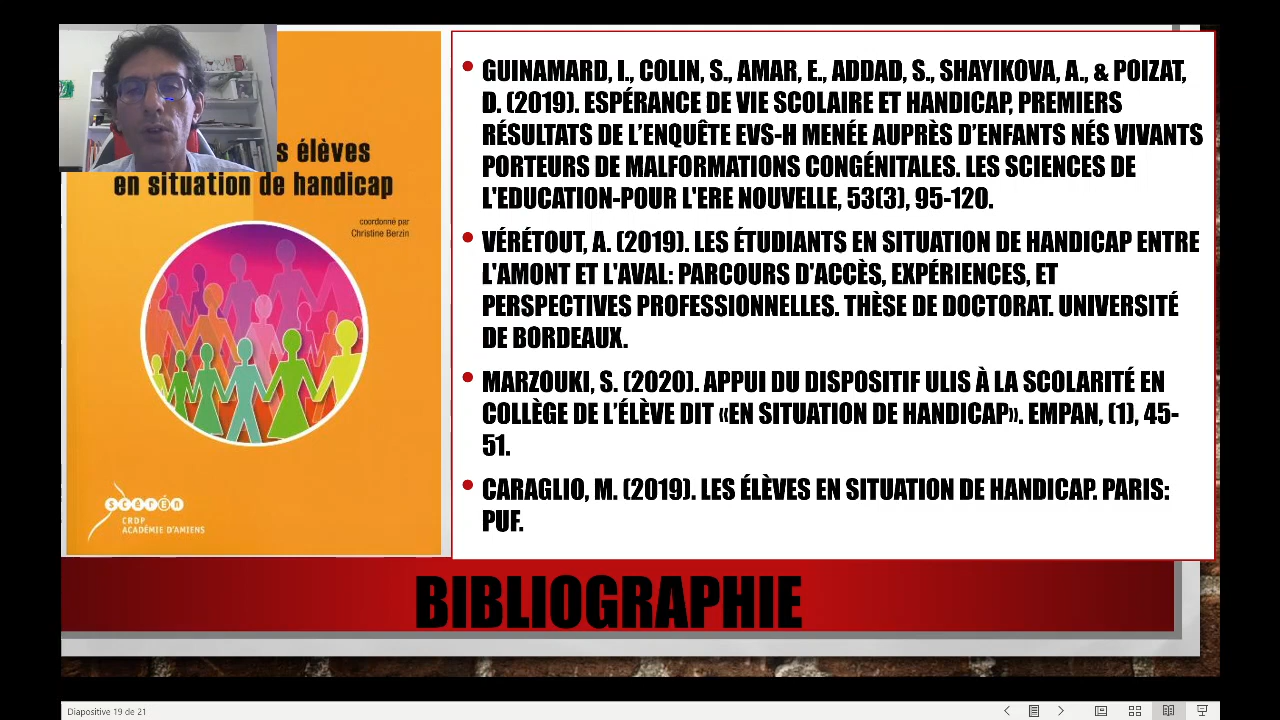 s élèves
en situation de handicap
coordonné par
Christine Berzin
scérén
CRDP
ACADÉMIE D'AMIENS
• GUINAMARD, I., COLIN, S., AMAR, E., ADDAD, S., SHAYIKOVA, A., & POIZAT,
D. (2019). ESPÉRANCE DE VIE SCOLAIRE ET HANDICAP, PREMIERS
RÉSULTATS DE L’ENQUÊTE EVS-H MENÉE AUPRÈS D’ENFANTS NÉS VIVANTS
PORTEURS DE MALFORMATIONS CONGÉNITALES. LES SCIENCES DE
L'EDUCATION-POUR L'ERE NOUVELLE, 53(3), 95-120.
• VÉRÉTOUT, A. (2019). LES ÉTUDIANTS EN SITUATION DE HANDICAP ENTRE
L'AMONT ET L'AVAL: PARCOURS D'ACCÈS, EXPÉRIENCES, ET
PERSPECTIVES PROFESSIONNELLES. THÈSE DE DOCTORAT. UNIVERSITÉ
DE BORDEAUX.
• MARZOUKI, S. (2020). APPUI DU DISPOSITIF ULIS À LA SCOLARITÉ EN
COLLÈGE DE L’ÉLÈVE DIT «EN SITUATION DE HANDICAP». EMPAN, (1), 45-
51.
• CARAGLIO, M. (2019). LES ÉLÈVES EN SITUATION DE HANDICAP. PARIS:
PUF.
BIBLIOGRAPHIE
Diapositive 19 de 21